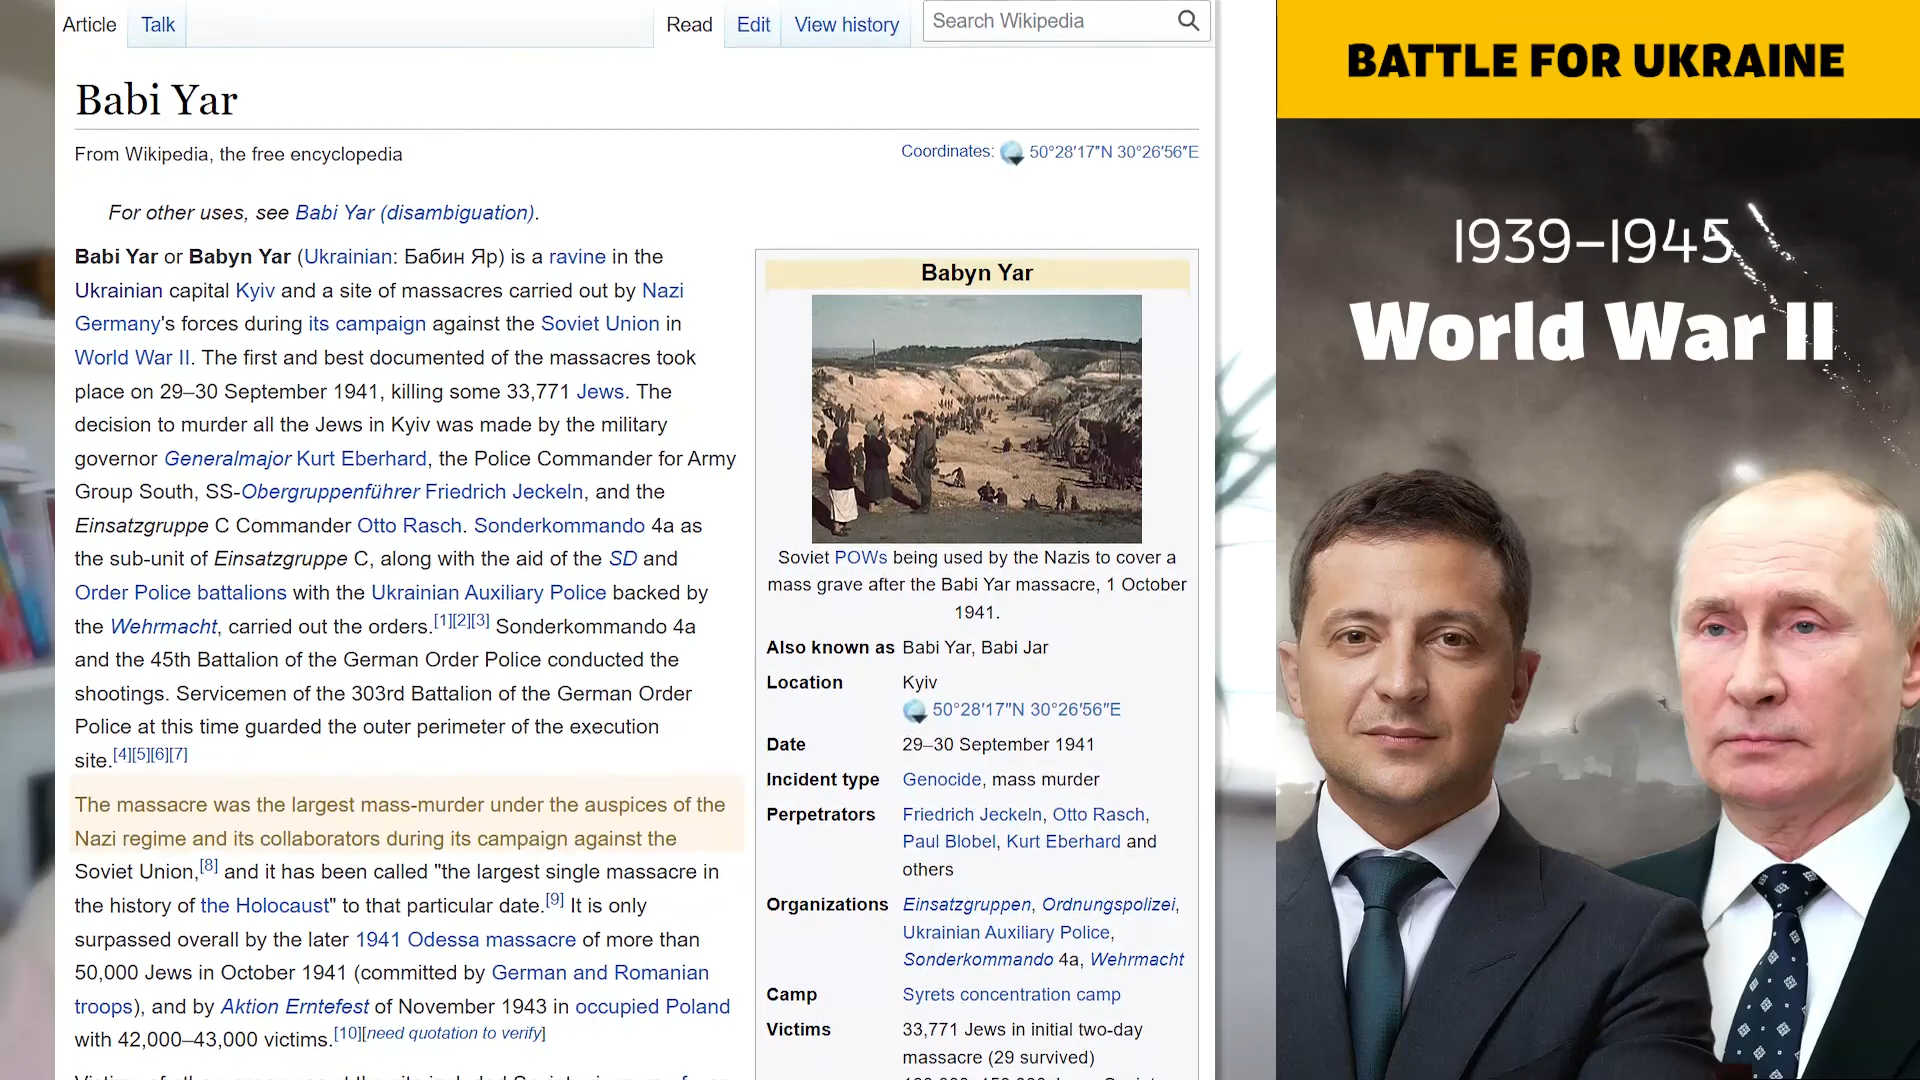 Article Talk Read Edit View history Search Wikipedia
Babi Yar
From Wikipedia, the free encyclopedia
Coordinates: 50°28′17″N 30°26′56″E
For other uses, see Babi Yar (disambiguation).
Babi Yar or Babyn Yar (Ukrainian: Бабин Яр) is a ravine in the
Ukrainian capital Kyiv and a site of massacres carried out by Nazi
Germany's forces during its campaign against the Soviet Union in
World War II. The first and best documented of the massacres took
place on 29–30 September 1941, killing some 33,771 Jews. The
decision to murder all the Jews in Kyiv was made by the military
governor Generalmajor Kurt Eberhard, the Police Commander for Army
Group South, SS-Obergruppenführer Friedrich Jeckeln, and the
Einsatzgruppe C Commander Otto Rasch. Sonderkommando 4a as
the sub-unit of Einsatzgruppe C, along with the aid of the SD and
Order Police battalions with the Ukrainian Auxiliary Police backed by
the Wehrmacht, carried out the orders.[1][2][3] Sonderkommando 4a
and the 45th Battalion of the German Order Police conducted the
shootings. Servicemen of the 303rd Battalion of the German Order
Police at this time guarded the outer perimeter of the execution
site.[4][5][6][7]
The massacre was the largest mass-murder under the auspices of the
Nazi regime and its collaborators during its campaign against the
Soviet Union,[8] and it has been called "the largest single massacre in
the history of the Holocaust" to that particular date.[9] It is only
surpassed overall by the later 1941 Odessa massacre of more than
50,000 Jews in October 1941 (committed by German and Romanian
troops), and by Aktion Erntefest of November 1943 in occupied Poland
with 42,000–43,000 victims.[10][need quotation to verify]
Babyn Yar
Soviet POWs being used by the Nazis to cover a
mass grave after the Babi Yar massacre, 1 October
1941.
Also known as Babi Yar, Babi Jar
Location Kyiv
50°28′17″N 30°26′56″E
Date 29–30 September 1941
Incident type Genocide, mass murder
Perpetrators Friedrich Jeckeln, Otto Rasch,
Paul Blobel, Kurt Eberhard and
others
Organizations Einsatzgruppen, Ordnungspolizei,
Ukrainian Auxiliary Police,
Sonderkommando 4a, Wehrmacht
Camp Syrets concentration camp
Victims 33,771 Jews in initial two-day
massacre (29 survived)
BATTLE FOR UKRAINE
1939–1945
World War II